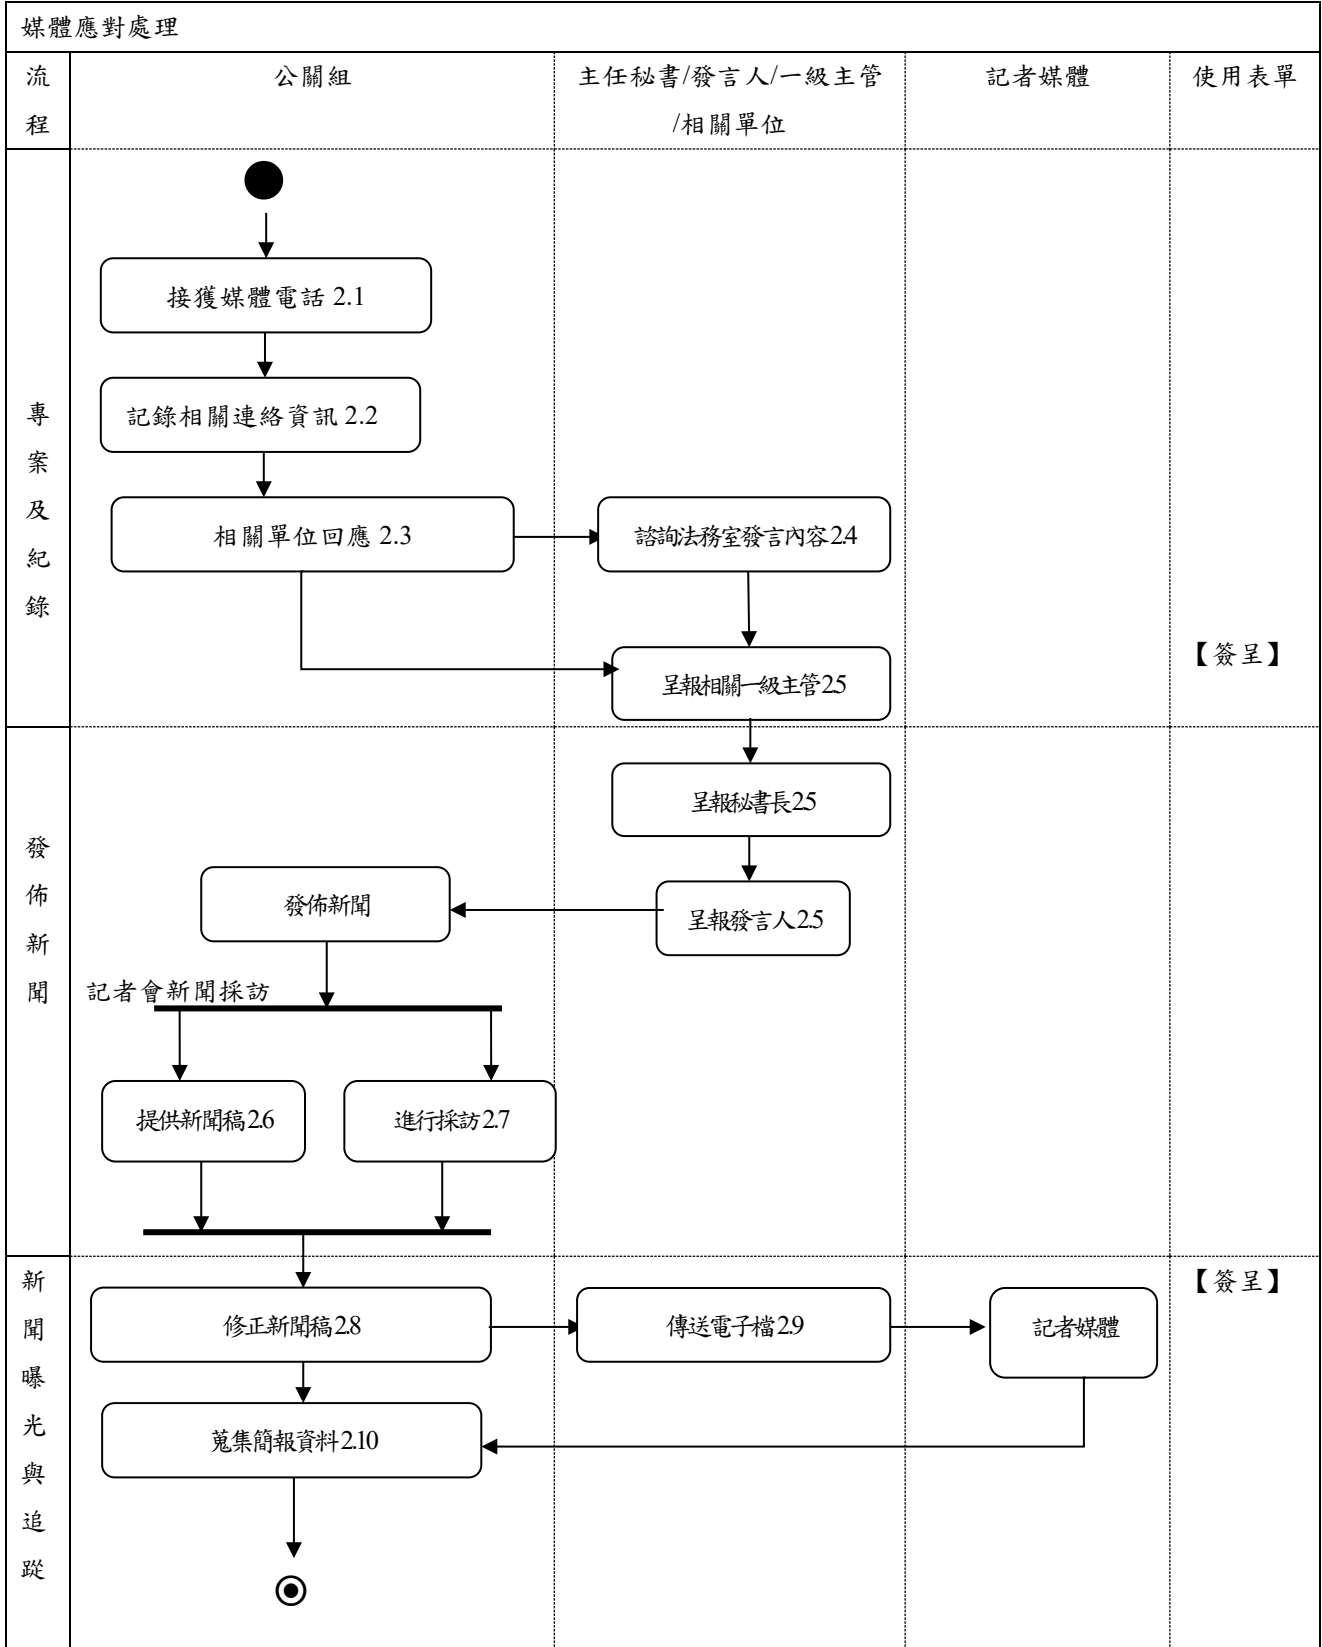 媒體應對處理
流程
公關組
主任秘書/發言人/一級主管
/相關單位
記者媒體
使用表單
專案及紀錄
接獲媒體電話 2.1
記錄相關連絡資訊 2.2
相關單位回應 2.3
諮詢法務室發言內容2.4
呈報相關一級主管2.5
【簽呈】
發佈新聞
呈報秘書長2.5
呈報發言人2.5
發佈新聞
記者會新聞採訪
提供新聞稿2.6
進行採訪2.7
新聞曝光與追蹤
【簽呈】
修正新聞稿2.8
傳送電子檔2.9
記者媒體
蒐集簡報資料2.10